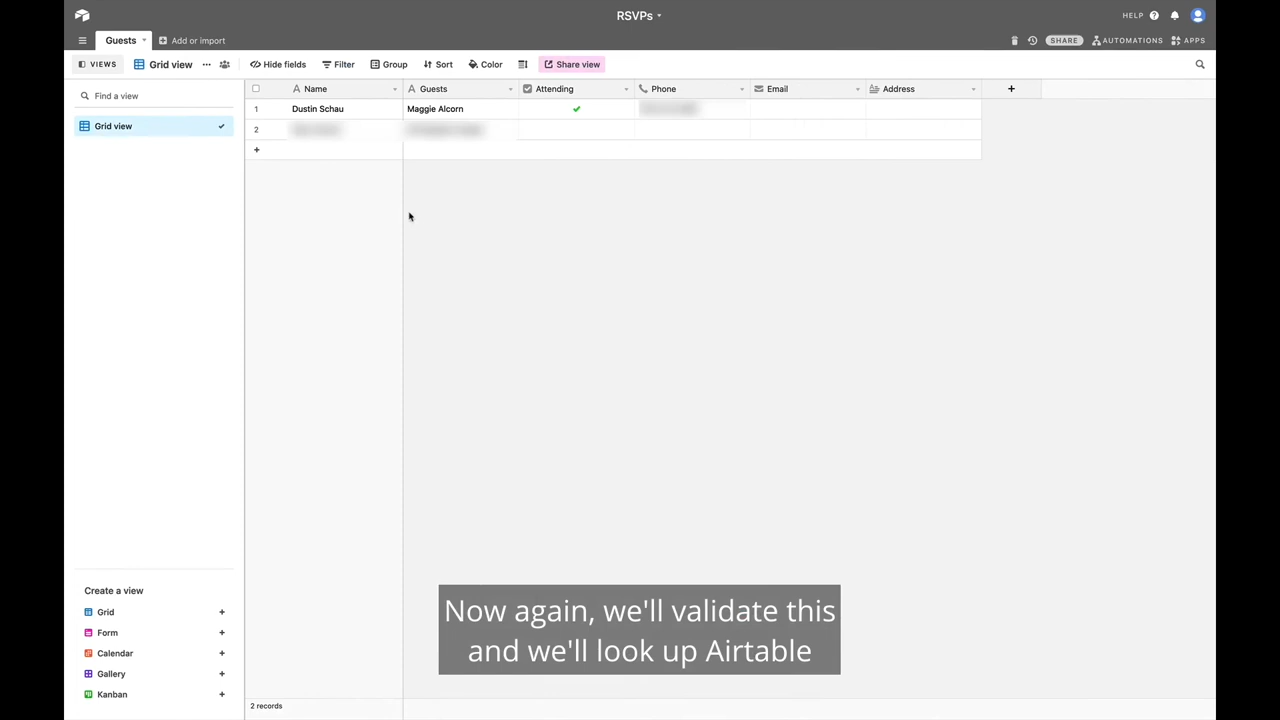 RSVPs
HELP
Guests
Add or import
SHARE
AUTOMATIONS
APPS
VIEWS
Grid view
Hide fields
Filter
Group
Sort
Color
Share view
Find a view
Grid view
Name Guests Attending Phone Email Address
1 Dustin Schau Maggie Alcorn
2
Create a view
Grid
Form
Calendar
Gallery
Kanban
Now again, we'll validate this
and we'll look up Airtable
2 records